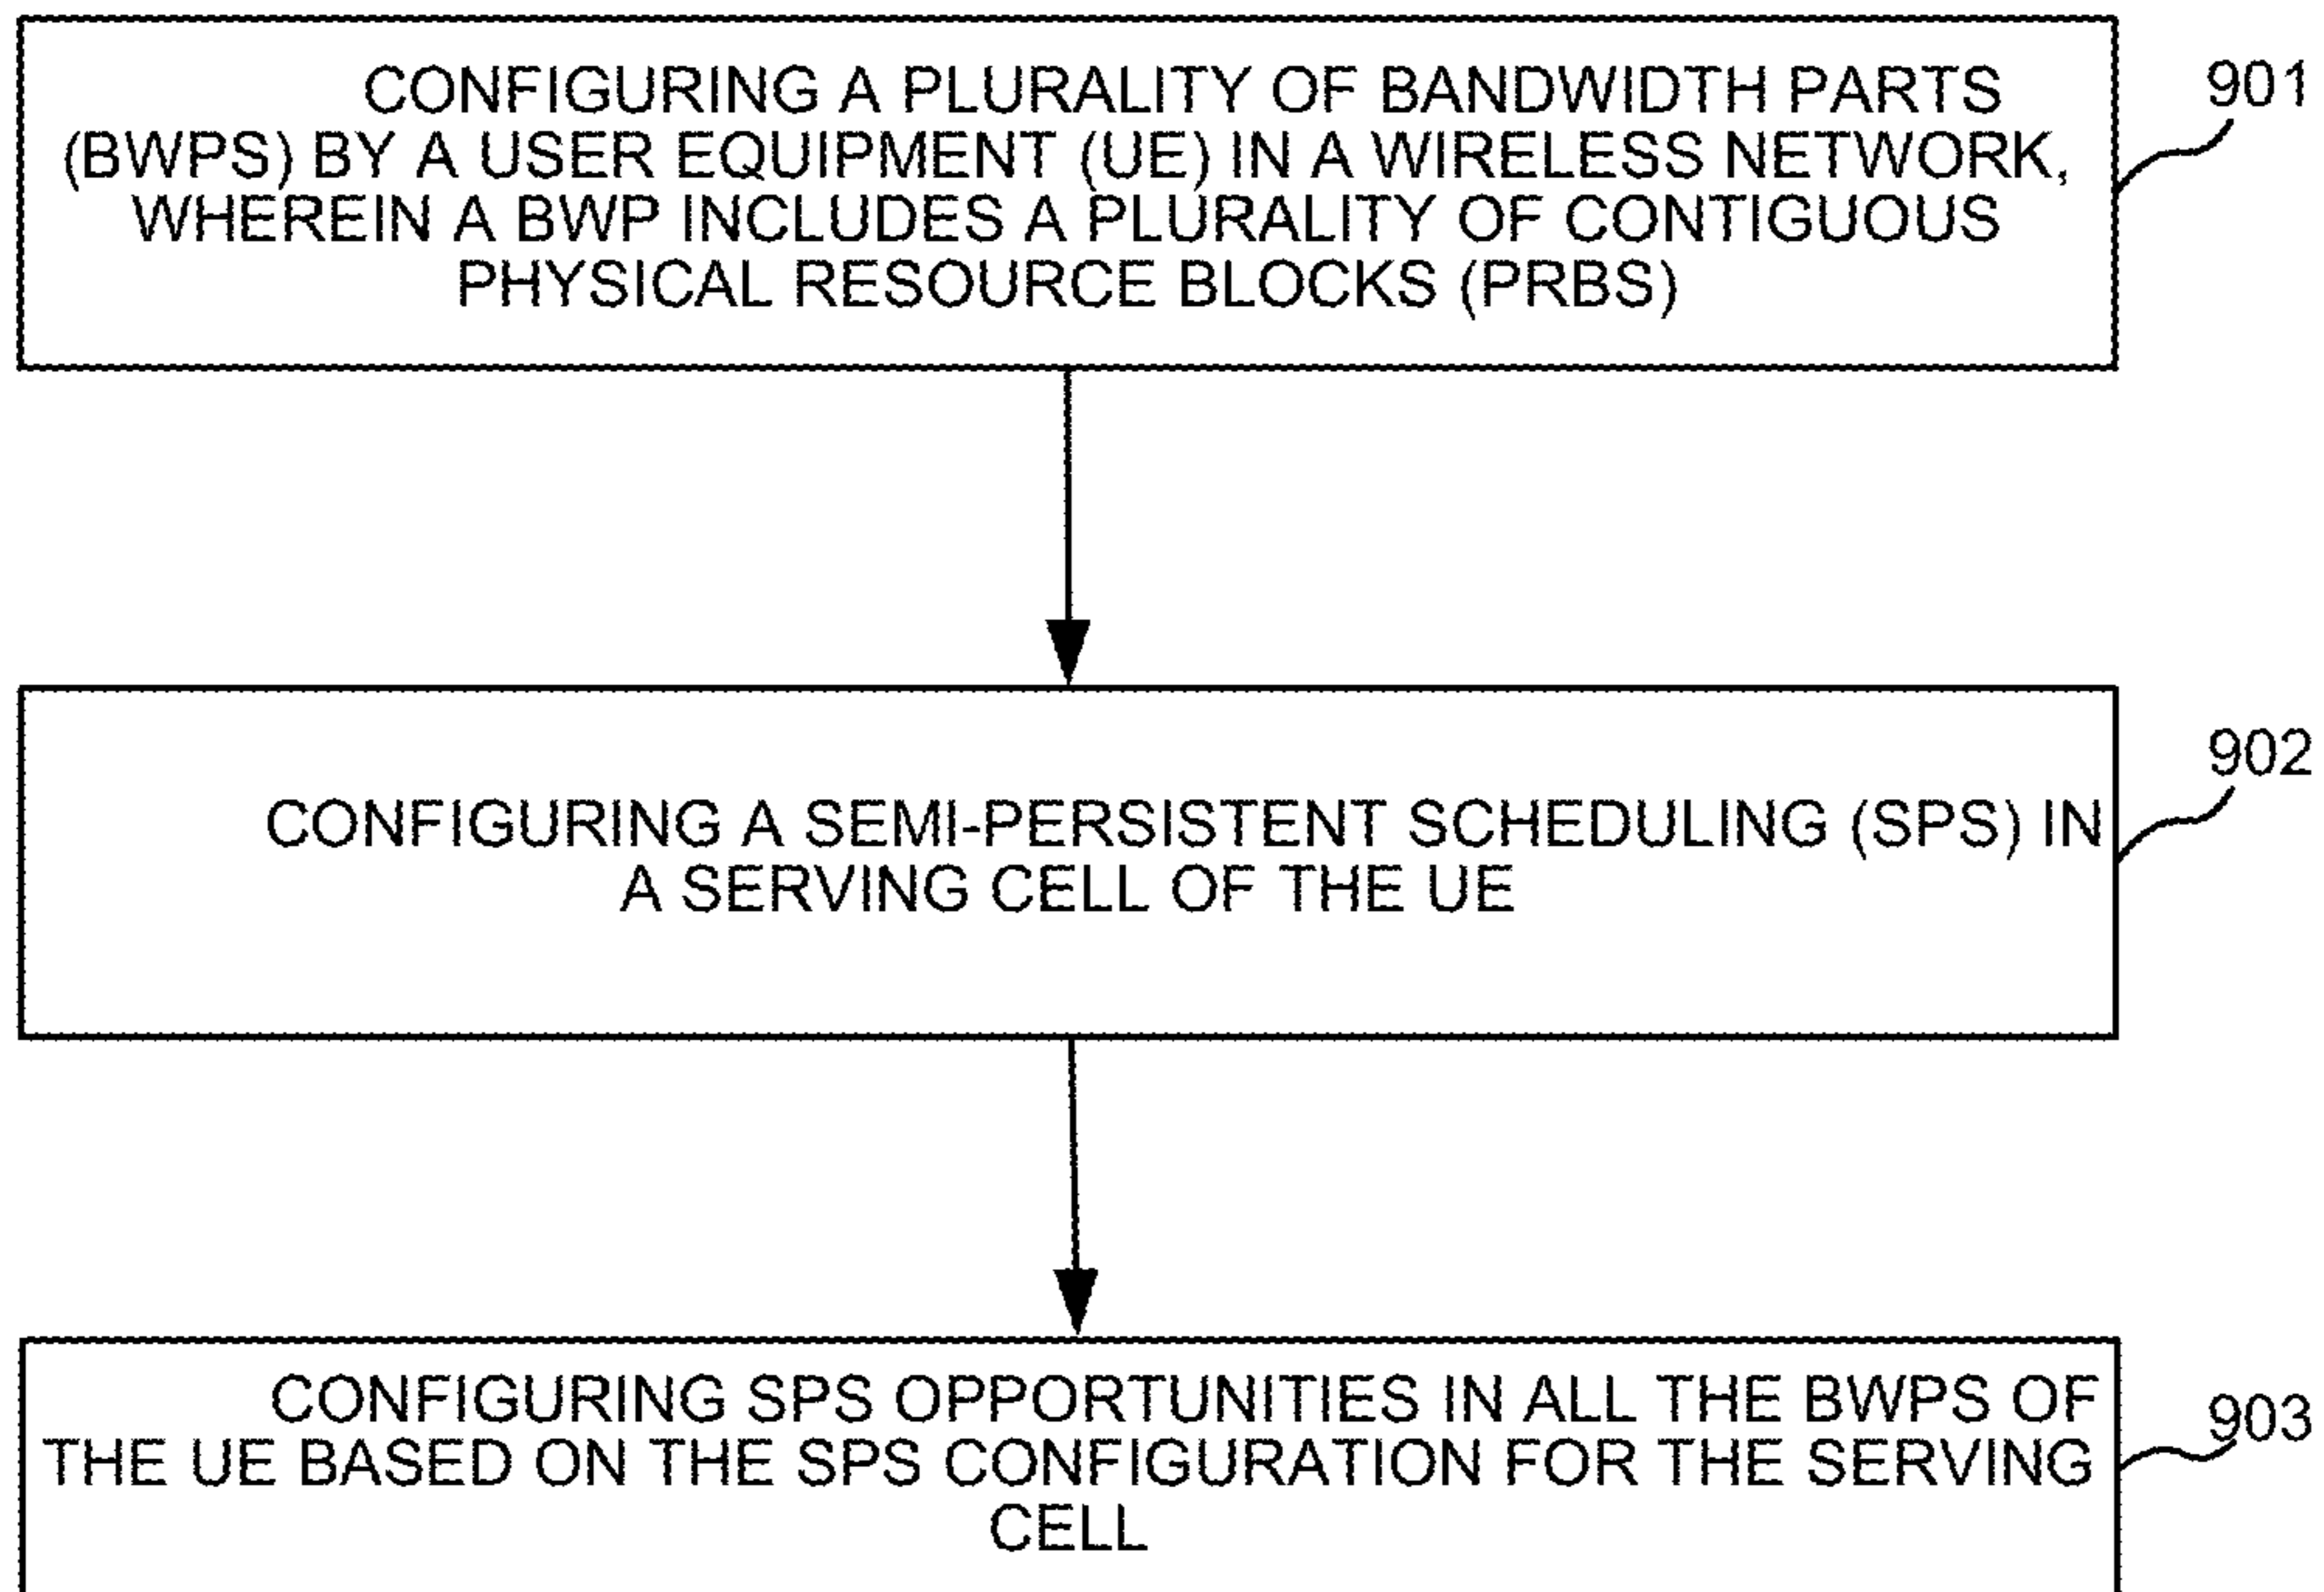 CONFIGURING A PLURALITY OF BANDWIDTH PARTS
(BWPS) BY A USER EQUIPMENT (UE) IN A WIRELESS NETWORK,
WHEREIN A BWP INCLUDES A PLURALITY OF CONTIGUOUS
PHYSICAL RESOURCE BLOCKS (PRBS)
901
CONFIGURING A SEMI-PERSISTENT SCHEDULING (SPS) IN
A SERVING CELL OF THE UE
902
CONFIGURING SPS OPPORTUNITIES IN ALL THE BWPS OF
THE UE BASED ON THE SPS CONFIGURATION FOR THE SERVING
CELL
903